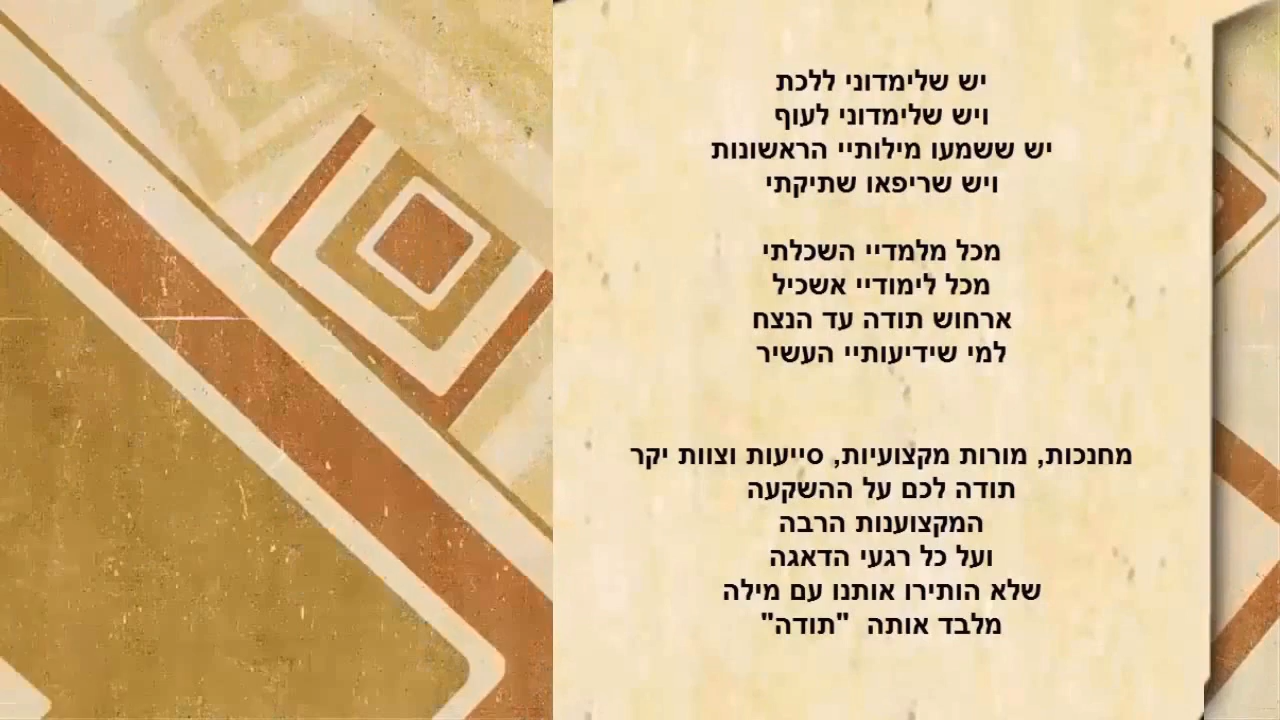 יש שלימדוני ללכת
ויש שלימדוני לעוף
יש ששמעו מילותיי הראשונות
ויש שריפאו שתיקתי
מכל מלמדיי השכלתי
מכל לימודיי אשכיל
ארחוש תודה עד הנצח
למי שידיעותיי העשיר
מחנכות, מורות מקצועיות, סייעות וצוות יקר
תודה לכם על ההשקעה
המקצוענות הרבה
ועל כל רגעי הדאגה
שלא הותירו אותנו עם מילה
מלבד אותה "תודה"